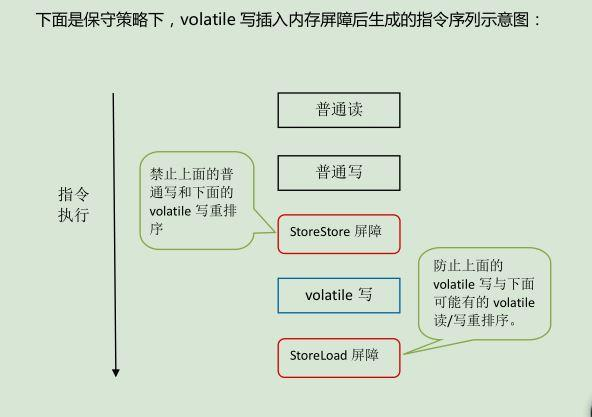 下面是保守策略下，volatile 写插入内存屏障后生成的指令序列示意图：
普通读
普通写
禁止上面的普
通写和下面的
volatile 写重排
序
指令
执行
StoreStore 屏障
volatile 写
防止上面的
volatile 写与下面
可能有的 volatile
读/写重排序。
StoreLoad 屏障